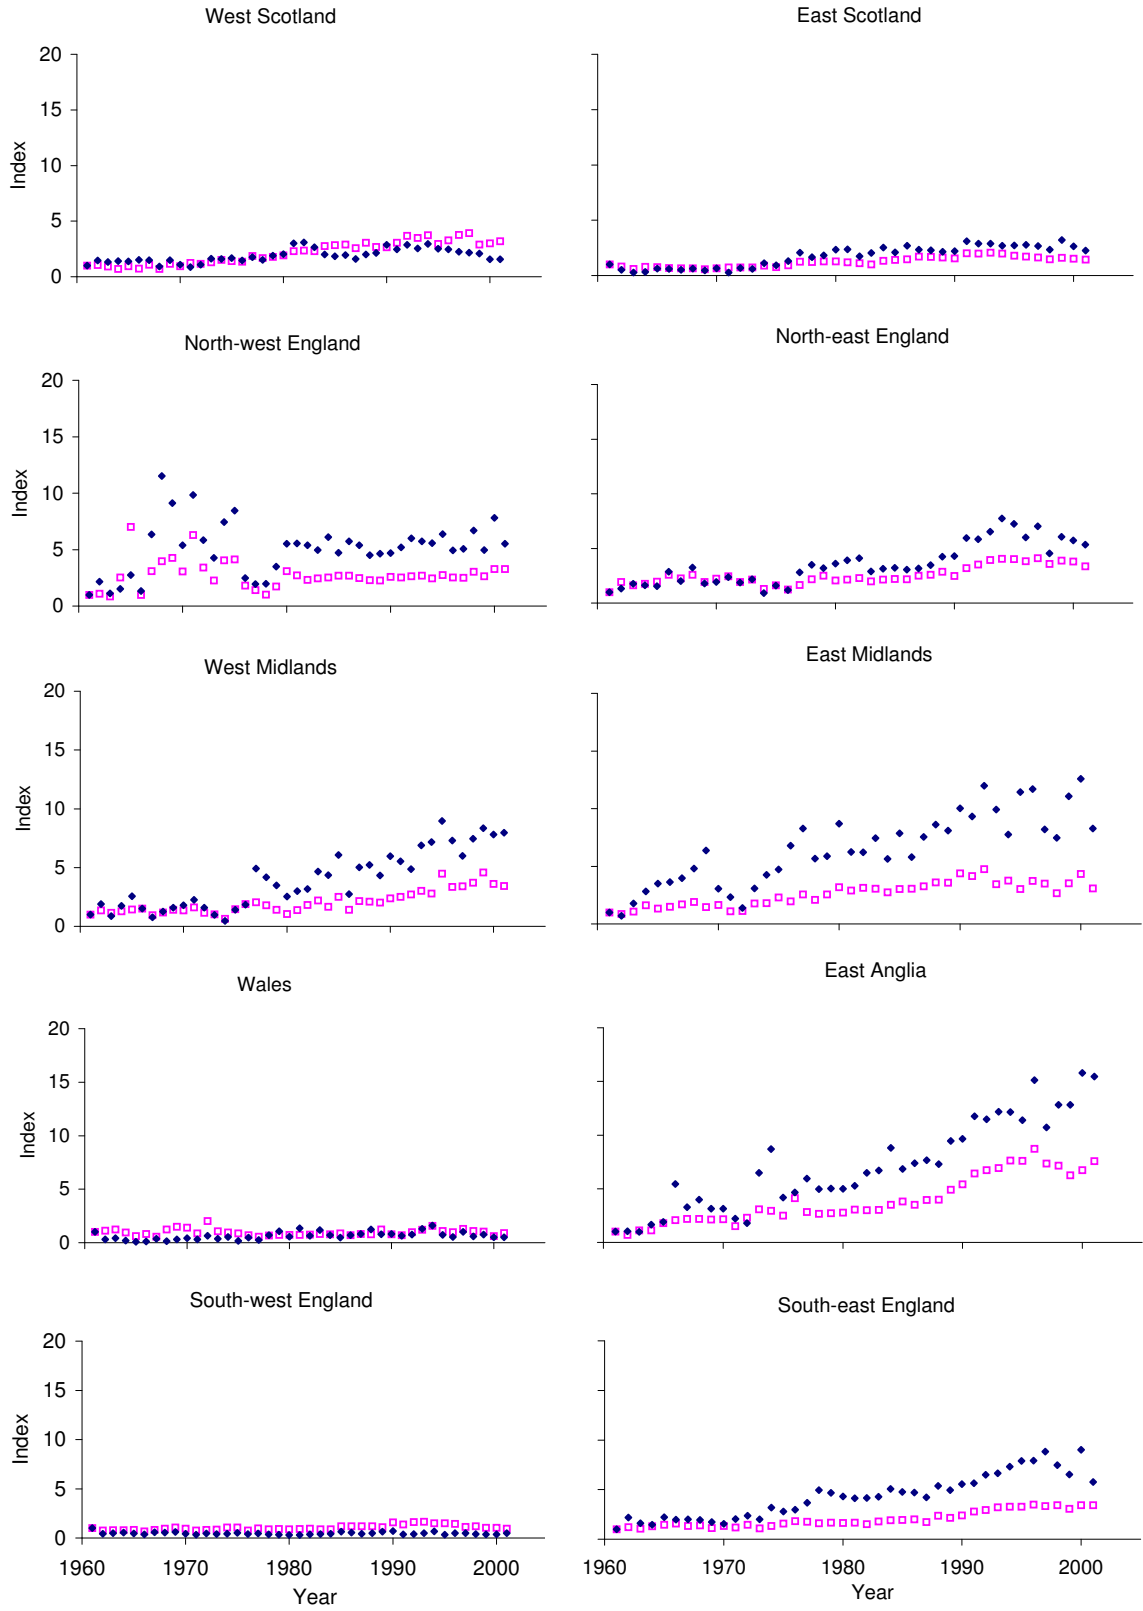 West Scotland
East Scotland
20
15
10
5
0
Index
North-west England
North-east England
20
15
10
5
0
Index
West Midlands
East Midlands
20
15
10
5
0
Index
Wales
East Anglia
20
15
10
5
0
Index
South-west England
South-east England
20
15
10
5
0
Index
1960 1970 1980 1990 2000
Year
1960 1970 1980 1990 2000
Year